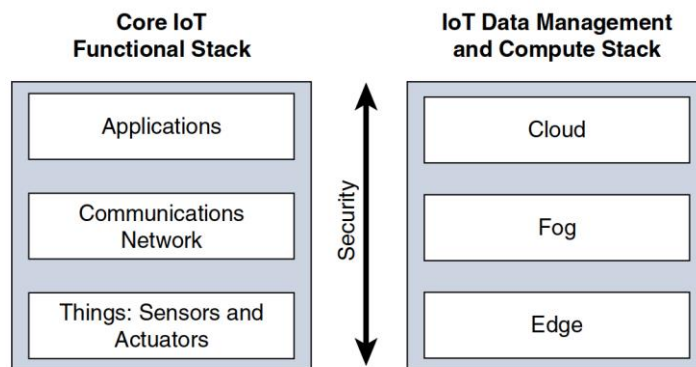 Core IoT
Functional Stack
Applications
Communications
Network
Things: Sensors and
Actuators
Security
IoT Data Management
and Compute Stack
Cloud
Fog
Edge